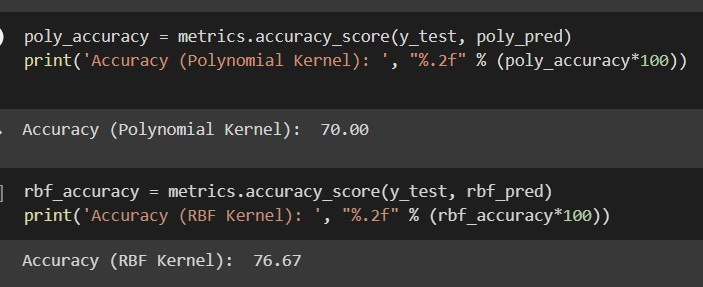 poly_accuracy = metrics.accuracy_score(y_test, poly_pred)
print('Accuracy (Polynomial Kernel): ', "%.2f" % (poly_accuracy*100))
Accuracy (Polynomial Kernel):  70.00
rbf_accuracy = metrics.accuracy_score(y_test, rbf_pred)
print('Accuracy (RBF Kernel): ', "%.2f" % (rbf_accuracy*100))
Accuracy (RBF Kernel):  76.67